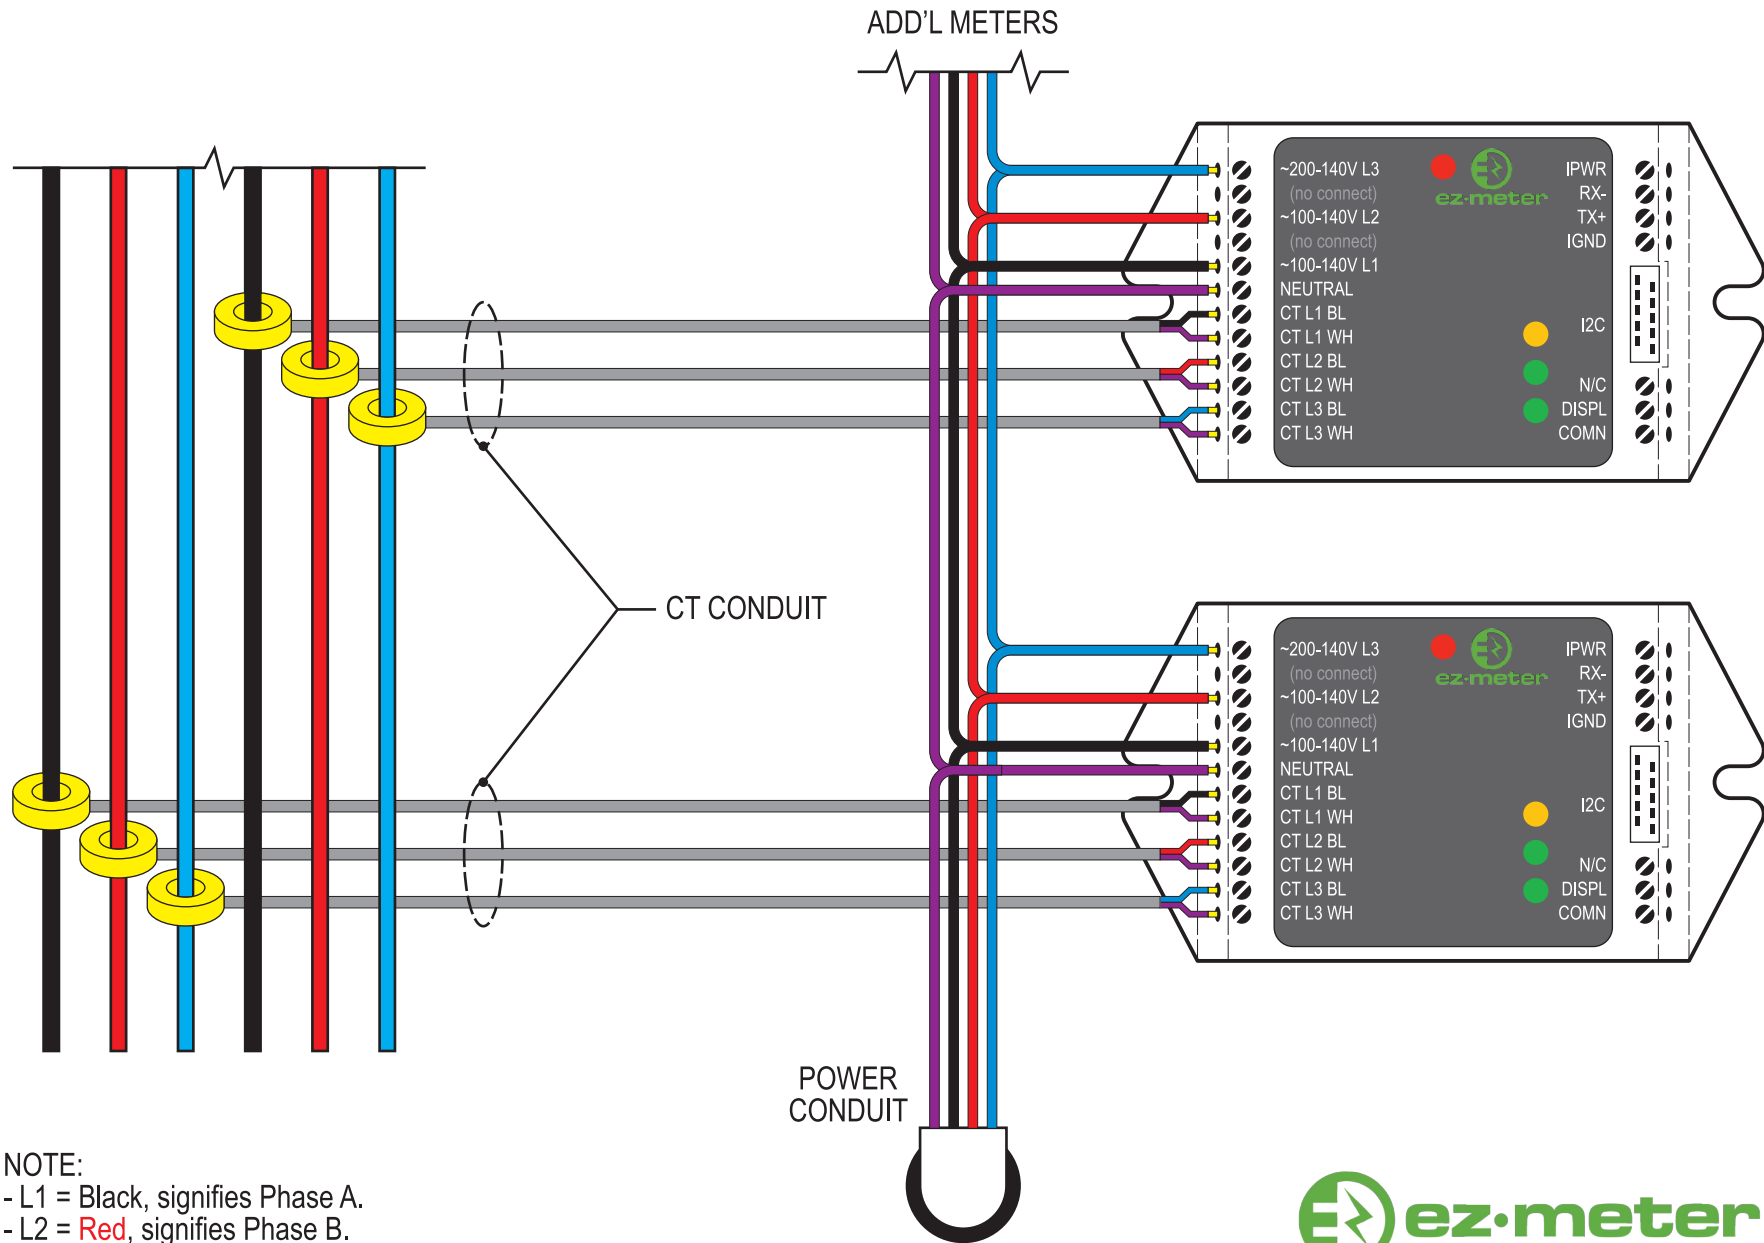 ADD'L METERS
~200-140V L3
(no connect)
~100-140V L2
(no connect)
~100-140V L1
NEUTRAL
CT L1 BL
CT L1 WH
CT L2 BL
CT L2 WH
CT L3 BL
CT L3 WH
ez·meter
IPWR
RX-
TX+
IGND
I2C
N/C
DISPL
COMN
CT CONDUIT
~200-140V L3
(no connect)
~100-140V L2
(no connect)
~100-140V L1
NEUTRAL
CT L1 BL
CT L1 WH
CT L2 BL
CT L2 WH
CT L3 BL
CT L3 WH
ez·meter
IPWR
RX-
TX+
IGND
I2C
N/C
DISPL
COMN
POWER
CONDUIT
NOTE:
- L1 = Black, signifies Phase A.
- L2 = Red, signifies Phase B.
ez·meter